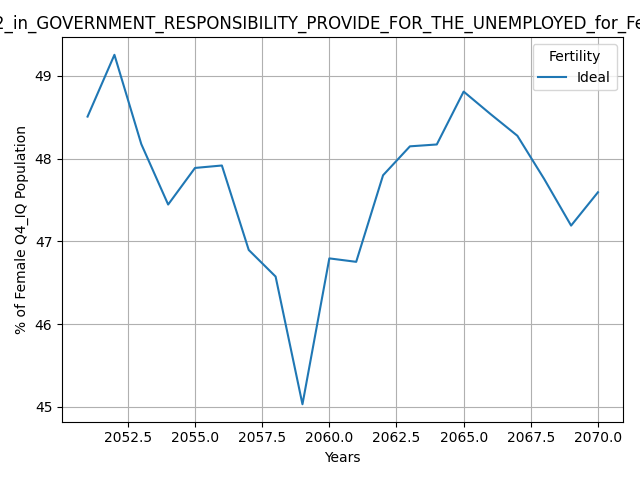 2_in_GOVERNMENT_RESPONSIBILITY_PROVIDE_FOR_THE_UNEMPLOYED_for_Fe
Fertility
Ideal
% of Female Q4_IQ Population
49
48
47
46
45
2052.5 2055.0 2057.5 2060.0 2062.5 2065.0 2067.5 2070.0
Years